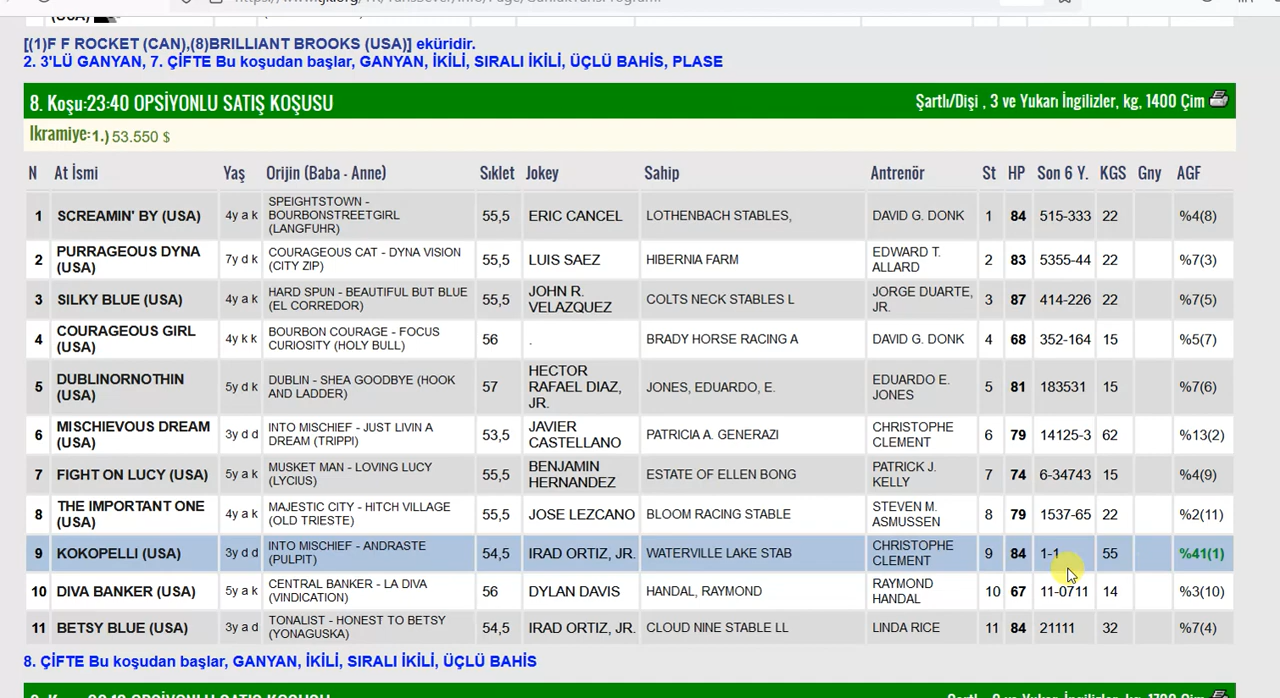 [(1)F F ROCKET (CAN),(8)BRILLIANT BROOKS (USA)] eküridir.
2. 3'LÜ GANYAN, 7. ÇİFTE Bu koşudan başlar, GANYAN, İKİLİ, SIRALI İKİLİ, ÜÇLÜ BAHİS, PLASE
8. Koşu:23:40 OPSİYONLU SATIŞ KOŞUSU Şartlı/Dişi , 3 ve Yukarı İngilizler, kg, 1400 Çim
Ikramiye:1.) 53.550 $
N At İsmi Yaş Orijin (Baba - Anne) Sıklet Jokey Sahip Antrenör St HP Son 6 Y. KGS Gny AGF
1 SCREAMIN' BY (USA) 4y a k SPEIGHTSTOWN - BOURBONSTREETGIRL (LANGFUHR) 55,5 ERIC CANCEL LOTHENBACH STABLES, DAVID G. DONK 1 84 515-333 22 %4(8)
2 PURRAGEOUS DYNA (USA) 7y d k COURAGEOUS CAT - DYNA VISION (CITY ZIP) 55,5 LUIS SAEZ HIBERNIA FARM EDWARD T. ALLARD 2 83 5355-44 22 %7(3)
3 SILKY BLUE (USA) 4y a k HARD SPUN - BEAUTIFUL BUT BLUE (EL CORREDOR) 55,5 JOHN R. VELAZQUEZ COLTS NECK STABLES L JORGE DUARTE, JR. 3 87 414-226 22 %7(5)
4 COURAGEOUS GIRL (USA) 4y k k BOURBON COURAGE - FOCUS CURIOSITY (HOLY BULL) 56 . BRADY HORSE RACING A DAVID G. DONK 4 68 352-164 15 %5(7)
5 DUBLINORNOTHIN (USA) 5y d k DUBLIN - SHEA GOODBYE (HOOK AND LADDER) 57 HECTOR RAFAEL DIAZ, JR. JONES, EDUARDO, E. EDUARDO E. JONES 5 81 183531 15 %7(6)
6 MISCHIEVOUS DREAM (USA) 3y d d INTO MISCHIEF - JUST LIVIN A DREAM (TRIPPI) 53,5 JAVIER CASTELLANO PATRICIA A. GENERAZI CHRISTOPHE CLEMENT 6 79 14125-3 62 %13(2)
7 FIGHT ON LUCY (USA) 5y a k MUSKET MAN - LOVING LUCY (LYCIUS) 55,5 BENJAMIN HERNANDEZ ESTATE OF ELLEN BONG PATRICK J. KELLY 7 74 6-34743 15 %4(9)
8 THE IMPORTANT ONE (USA) 4y a k MAJESTIC CITY - HITCH VILLAGE (OLD TRIESTE) 55,5 JOSE LEZCANO BLOOM RACING STABLE STEVEN M. ASMUSSEN 8 79 1537-65 22 %2(11)
9 KOKOPELLI (USA) 3y d d INTO MISCHIEF - ANDRASTE (PULPIT) 54,5 IRAD ORTIZ, JR. WATERVILLE LAKE STAB CHRISTOPHE CLEMENT 9 84 1-1 55 %41(1)
10 DIVA BANKER (USA) 5y a k CENTRAL BANKER - LA DIVA (VINDICATION) 56 DYLAN DAVIS HANDAL, RAYMOND RAYMOND HANDAL 10 67 11-0711 14 %3(10)
11 BETSY BLUE (USA) 3y a d TONALIST - HONEST TO BETSY (YONAGUSKA) 54,5 IRAD ORTIZ, JR. CLOUD NINE STABLE LL LINDA RICE 11 84 21111 32 %7(4)
8. ÇİFTE Bu koşudan başlar, GANYAN, İKİLİ, SIRALI İKİLİ, ÜÇLÜ BAHİS